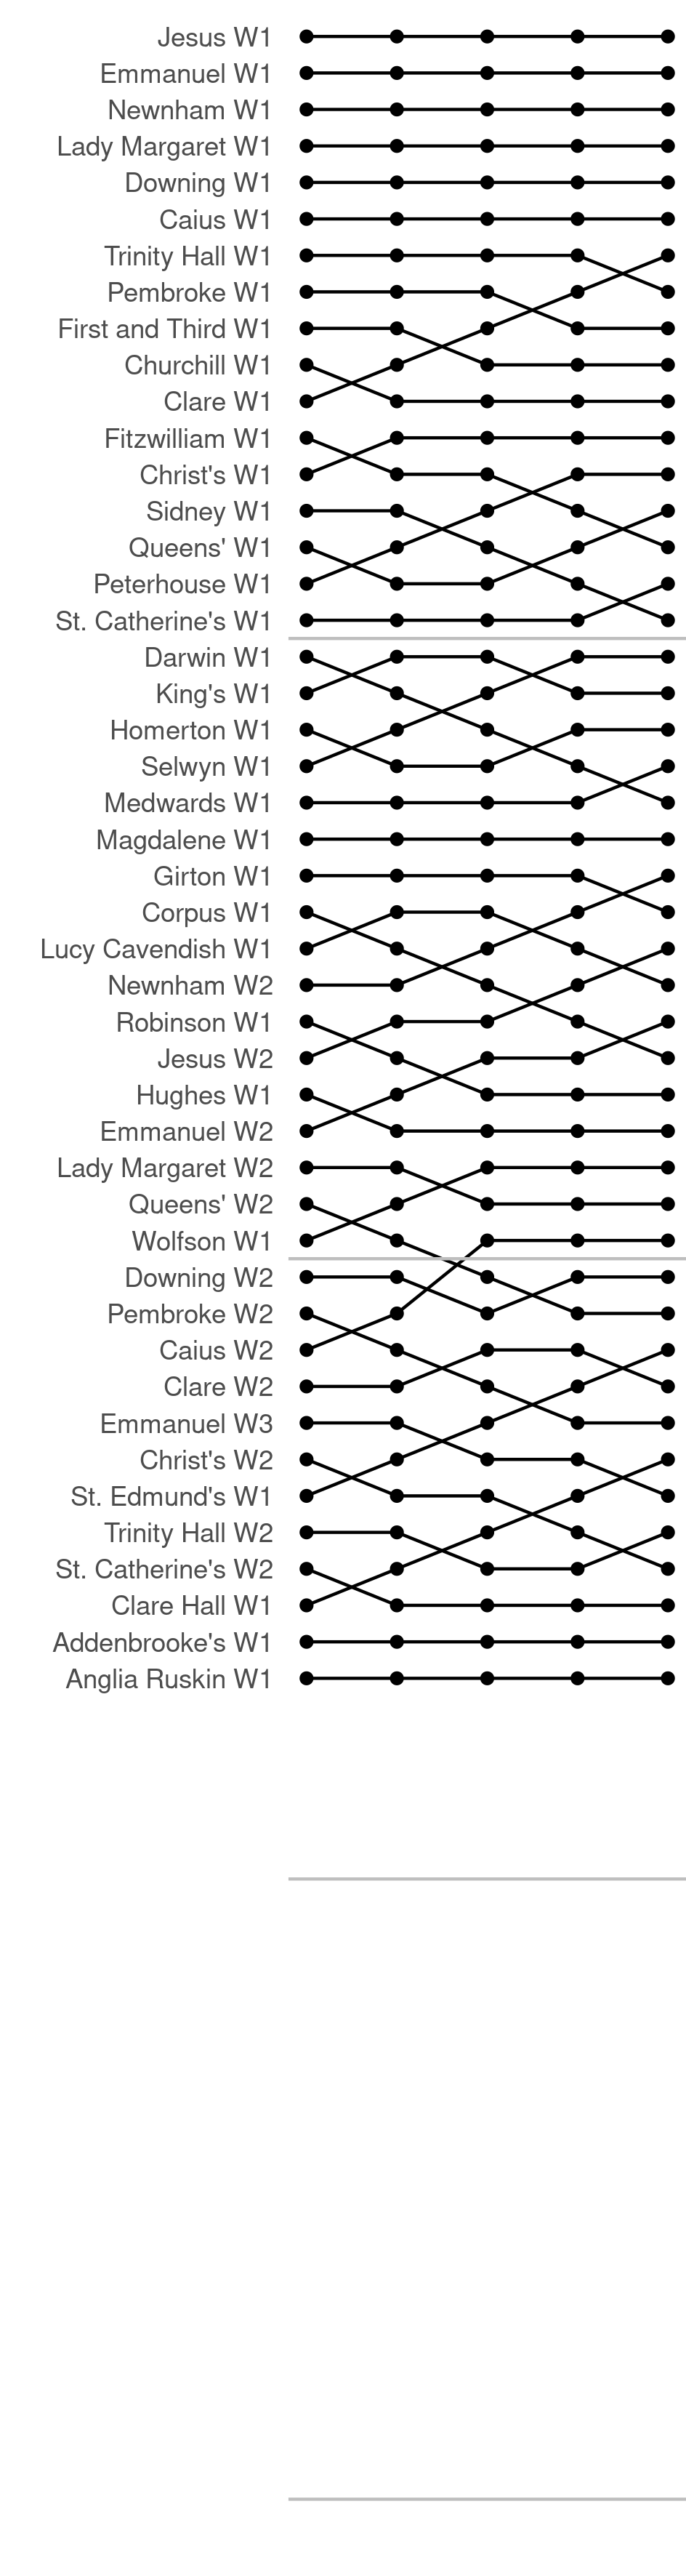 Jesus W1
Emmanuel W1
Newnham W1
Lady Margaret W1
Downing W1
Caius W1
Trinity Hall W1
Pembroke W1
First and Third W1
Churchill W1
Clare W1
Fitzwilliam W1
Christ's W1
Sidney W1
Queens' W1
Peterhouse W1
St. Catherine's W1
Darwin W1
King's W1
Homerton W1
Selwyn W1
Medwards W1
Magdalene W1
Girton W1
Corpus W1
Lucy Cavendish W1
Newnham W2
Robinson W1
Jesus W2
Hughes W1
Emmanuel W2
Lady Margaret W2
Queens' W2
Wolfson W1
Downing W2
Pembroke W2
Caius W2
Clare W2
Emmanuel W3
Christ's W2
St. Edmund's W1
Trinity Hall W2
St. Catherine's W2
Clare Hall W1
Addenbrooke's W1
Anglia Ruskin W1